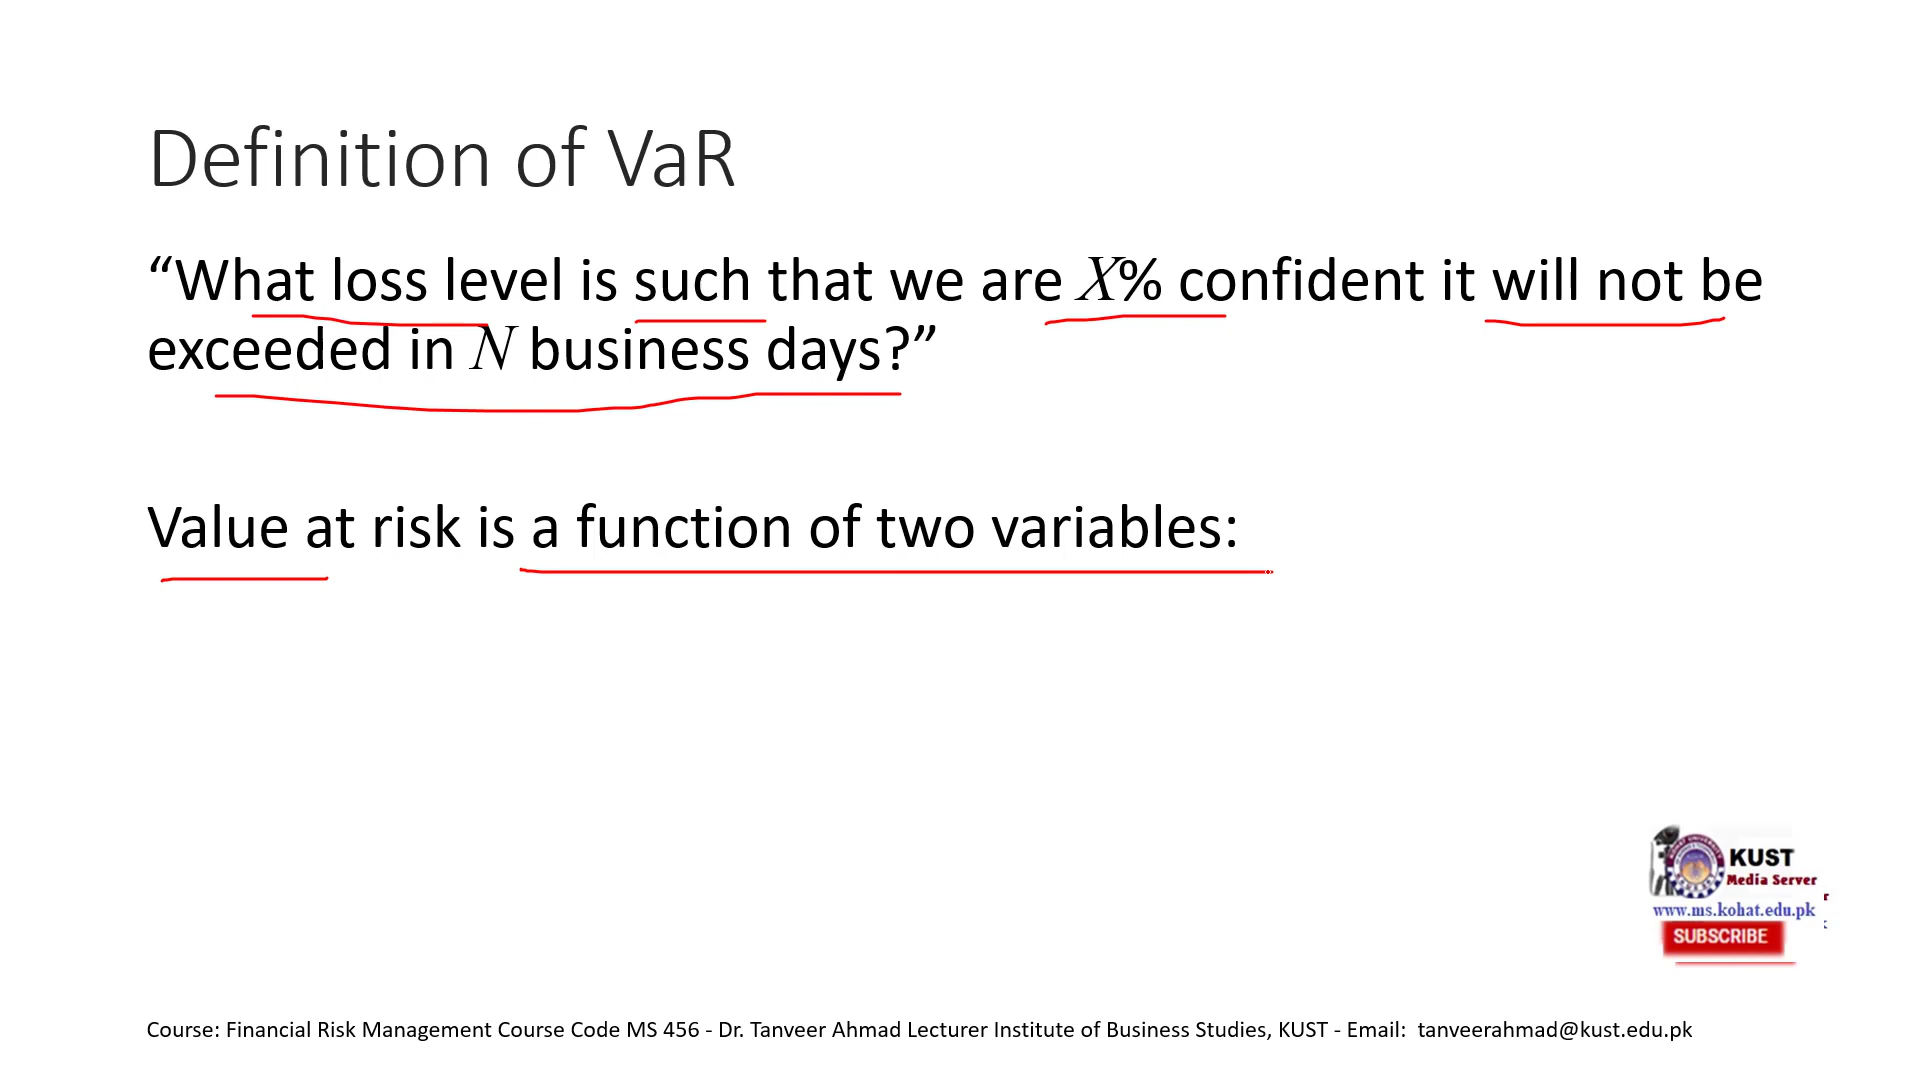 Definition of VaR
“What loss level is such that we are X% confident it will not be
exceeded in N business days?”
Value at risk is a function of two variables:
KUST
Media Server
www.ms.kohat.edu.pk
SUBSCRIBE
Course: Financial Risk Management Course Code MS 456 - Dr. Tanveer Ahmad Lecturer Institute of Business Studies, KUST - Email:  tanveerahmad@kust.edu.pk